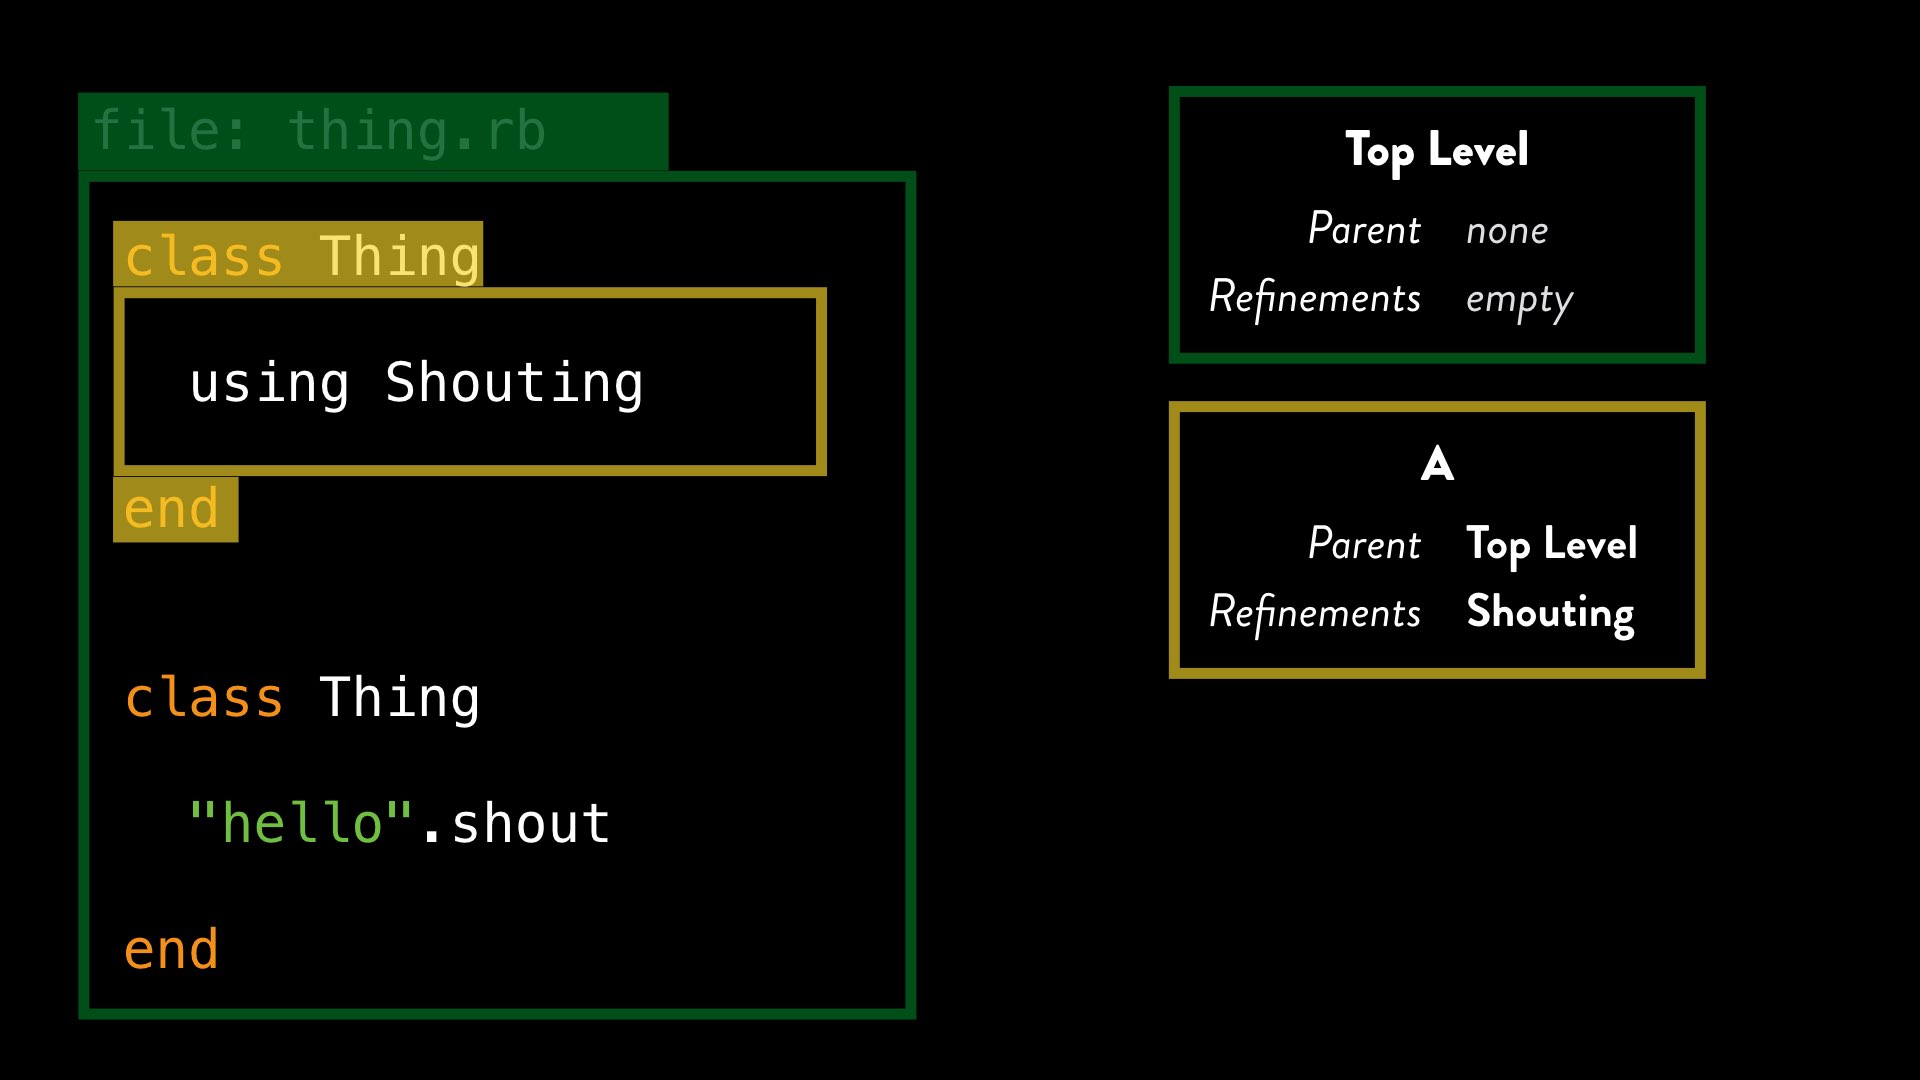 file: thing.rb
class Thing
  using Shouting
end
class Thing
  "hello".shout
end
Top Level
Parent none
Refinements empty
A
Parent Top Level
Refinements Shouting